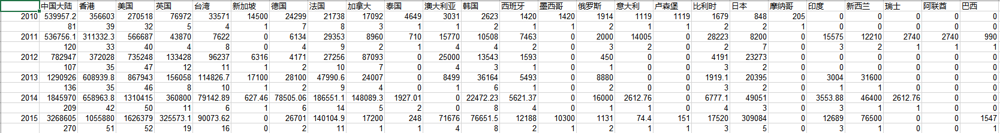 中国大陆 香港 美国 英国 台湾 新加坡 德国 法国 加拿大 泰国 澳大利亚 韩国 西班牙 墨西哥 俄罗斯 意大利 卢森堡 比利时 日本 摩纳哥 印度 新西兰 瑞士 阿联酋 巴西
2010 539957.2 356603 270518 76972 33571 14500 24299 21738 17092 4649 3031 2623 1420 1420 1914 1119 1119 1679 848 205 0 0 0 0 0
81 39 32 5 4 1 7 8 3 1 1 2 1 1 2 1 1 2 2 1 0 0 0 0 0
2011 536756.1 311332.3 566687 43870 7622 0 6134 29353 8960 710 15770 10508 7463 0 2000 14005 0 28223 8200 0 15575 12210 2740 2740 990
120 33 40 4 8 0 4 9 2 1 4 4 2 0 3 2 0 2 7 0 3 2 1 1 1
2012 782947 372028 735248 133428 96237 6316 4171 27256 87093 0 25000 13543 1593 0 450 0 0 4191 23273 0 0 0 0 0 0
107 35 47 12 11 1 2 10 7 0 4 3 1 0 1 0 0 3 2 0 0 0 0 0 0
2013 1290926 608939.8 867943 156058 114826.7 17100 28100 47990.6 24007 0 8499 36164 5493 0 8880 0 0 1919.1 20395 0 3004 31600 0 0 0
136 35 46 8 10 1 2 9 4 0 1 6 1 0 2 0 0 3 2 0 1 1 0 0 0
2014 1845970 658963.8 1310415 360800 79142.89 627.46 78505.06 186551.1 148089.3 1927.01 0 22472.23 5621.37 0 16000 2612.76 0 6777.1 49051 0 3553.88 46400 2612.76 0 0
209 42 50 11 6 1 6 14 5 2 0 8 4 0 1 1 0 4 3 0 3 1 1 0 0
2015 3268605 1055880 1626379 325573.1 90073.62 0 26701 140104.9 17200 248 71676 76651.5 12188 10300 1131 74.4 151 17520 309084 0 12689 76500 0 0 1547
270 51 52 19 16 0 2 11 1 1 4 8 2 1 2 1 1 3 5 0 3 1 0 0 1